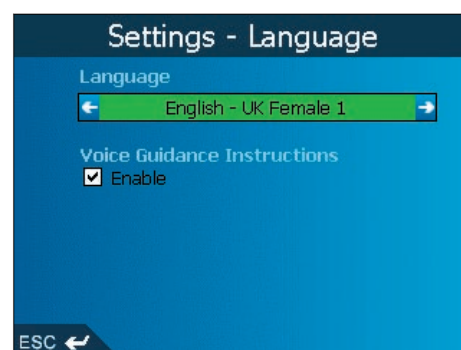 Settings - Language
Language
English - UK Female 1
Voice Guidance Instructions
Enable
ESC